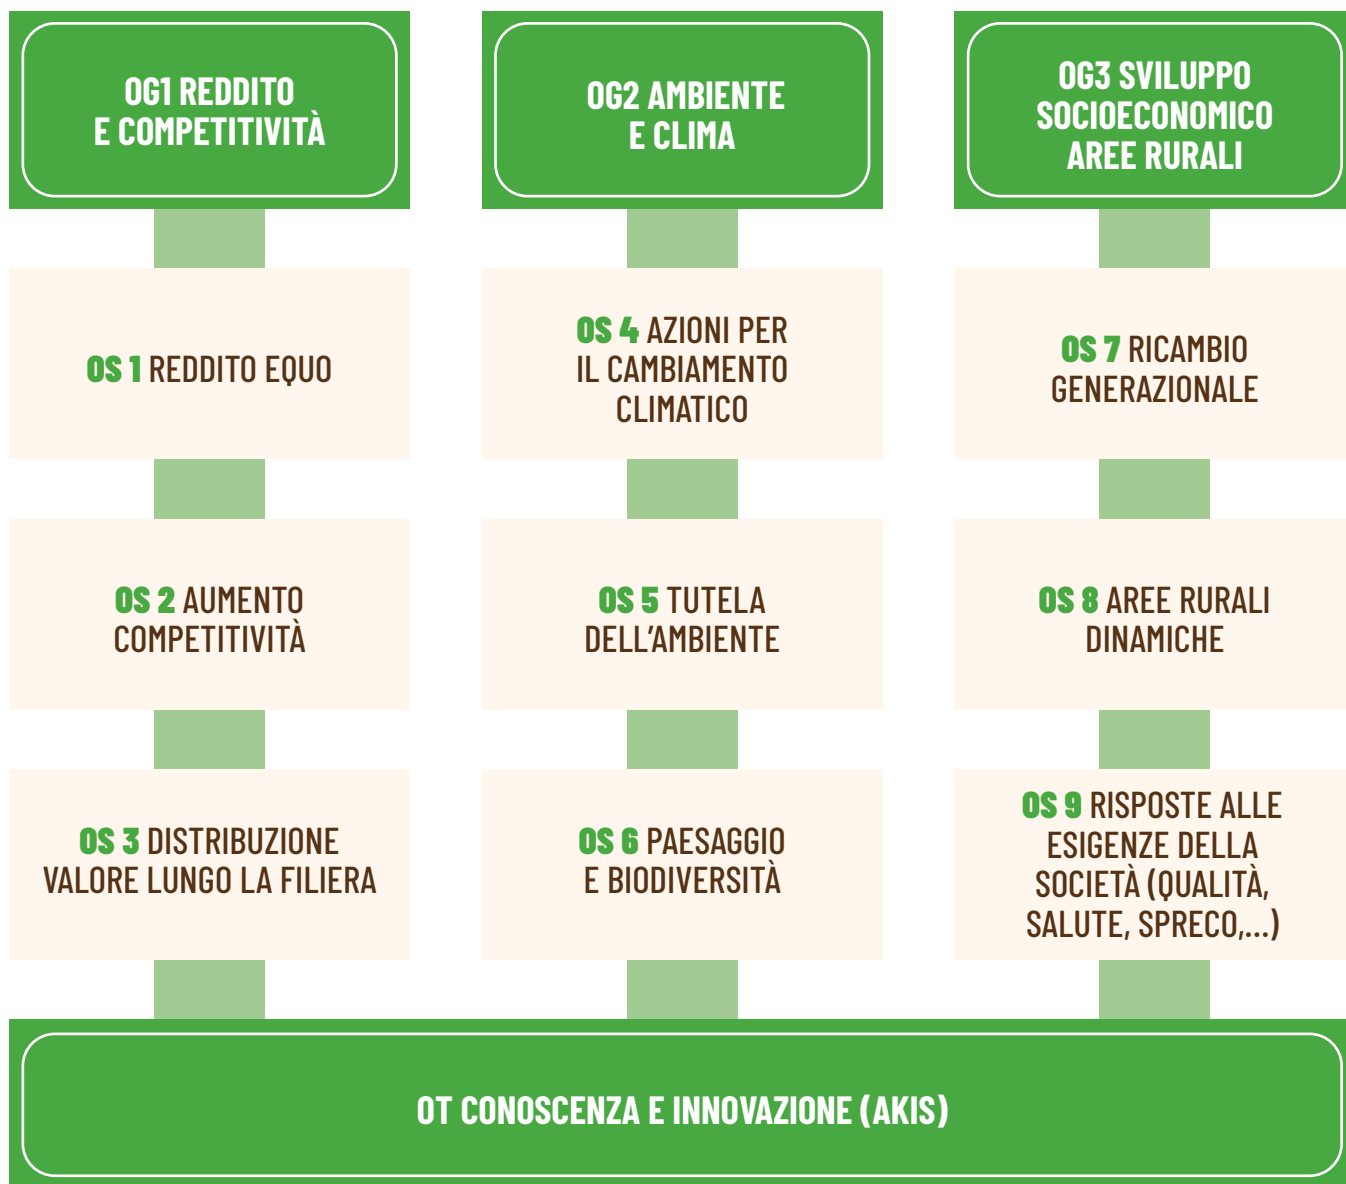 OG1 REDDITO
E COMPETITIVITÀ
OS 1 REDDITO EQUO
OS 2 AUMENTO
COMPETITIVITÀ
OS 3 DISTRIBUZIONE
VALORE LUNGO LA FILIERA
OG2 AMBIENTE
E CLIMA
OS 4 AZIONI PER
IL CAMBIAMENTO
CLIMATICO
OS 5 TUTELA
DELL'AMBIENTE
OS 6 PAESAGGIO
E BIODIVERSITÀ
OG3 SVILUPPO
SOCIOECONOMICO
AREE RURALI
OS 7 RICAMBIO
GENERAZIONALE
OS 8 AREE RURALI
DINAMICHE
OS 9 RISPOSTE ALLE
ESIGENZE DELLA
SOCIETÀ (QUALITÀ,
SALUTE, SPRECO,...)
OT CONOSCENZA E INNOVAZIONE (AKIS)